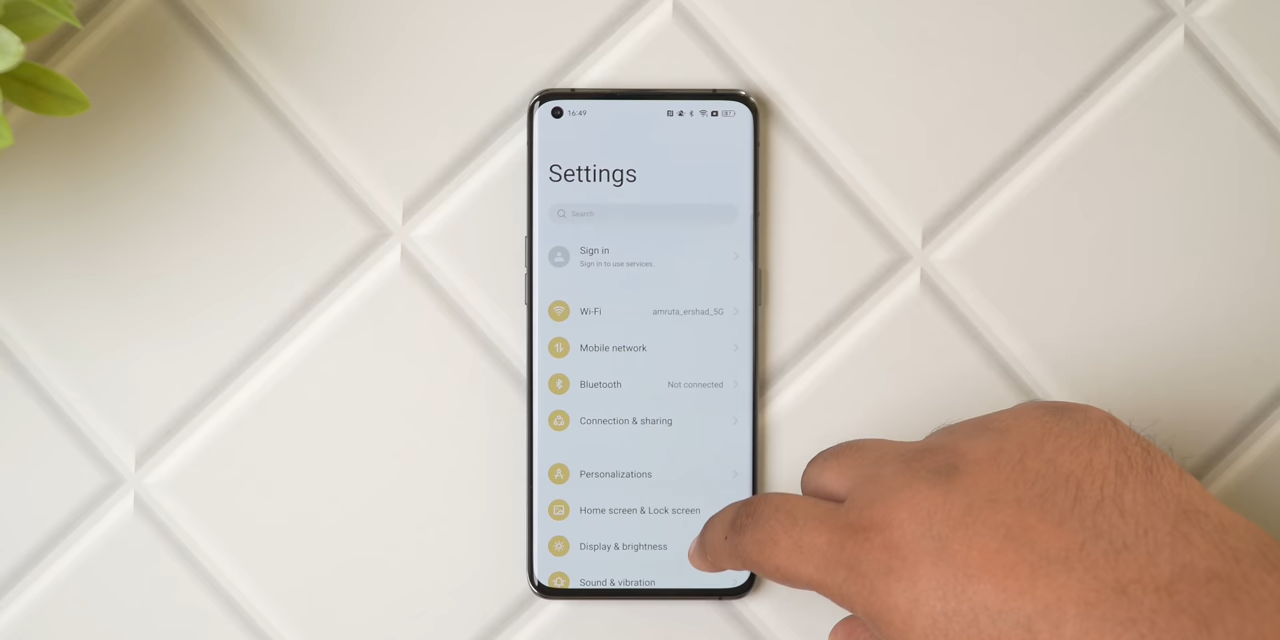 16:49
87
Settings
Search
Sign in
Sign in to use services.
Wi-Fi
amruta_ershad_5G
Mobile network
Bluetooth
Not connected
Connection & sharing
Personalizations
Home screen & Lock screen
Display & brightness
Sound & vibration